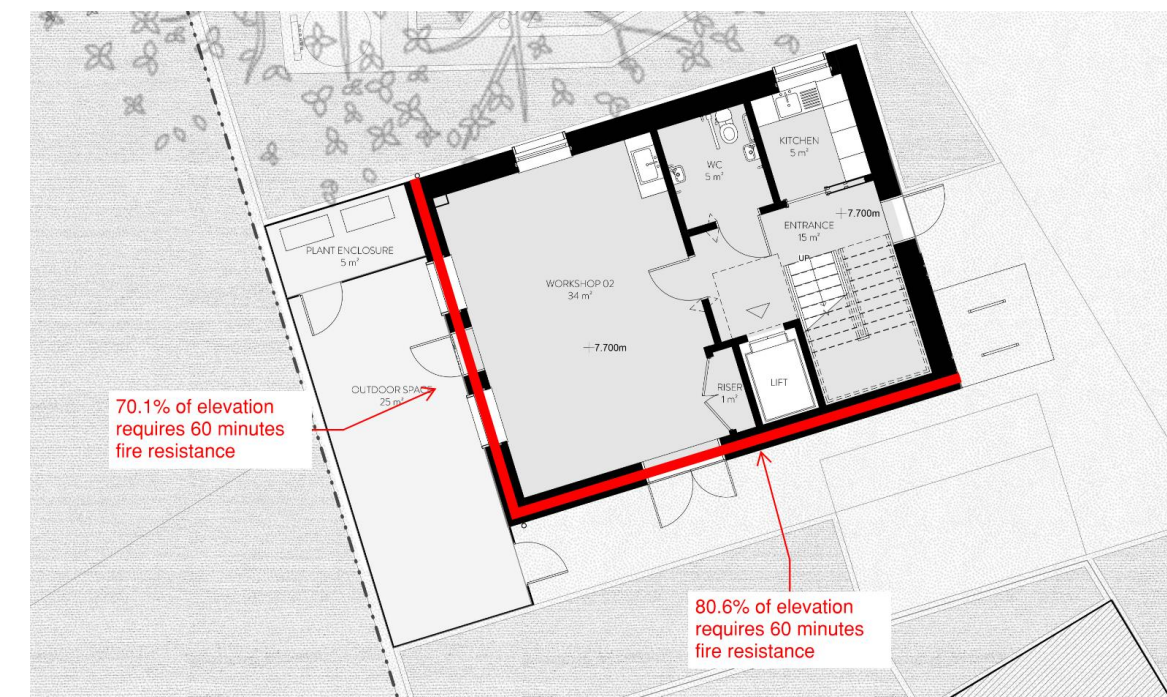 KITCHEN
5 m²
WC
5 m²
+7.700m
ENTRANCE
15 m²
UP
PLANT ENCLOSURE
5 m²
WORKSHOP 02
34 m²
+7.700m
OUTDOOR SPACE
25 m²
RISER
1 m²
LIFT
70.1% of elevation
requires 60 minutes
fire resistance
80.6% of elevation
requires 60 minutes
fire resistance